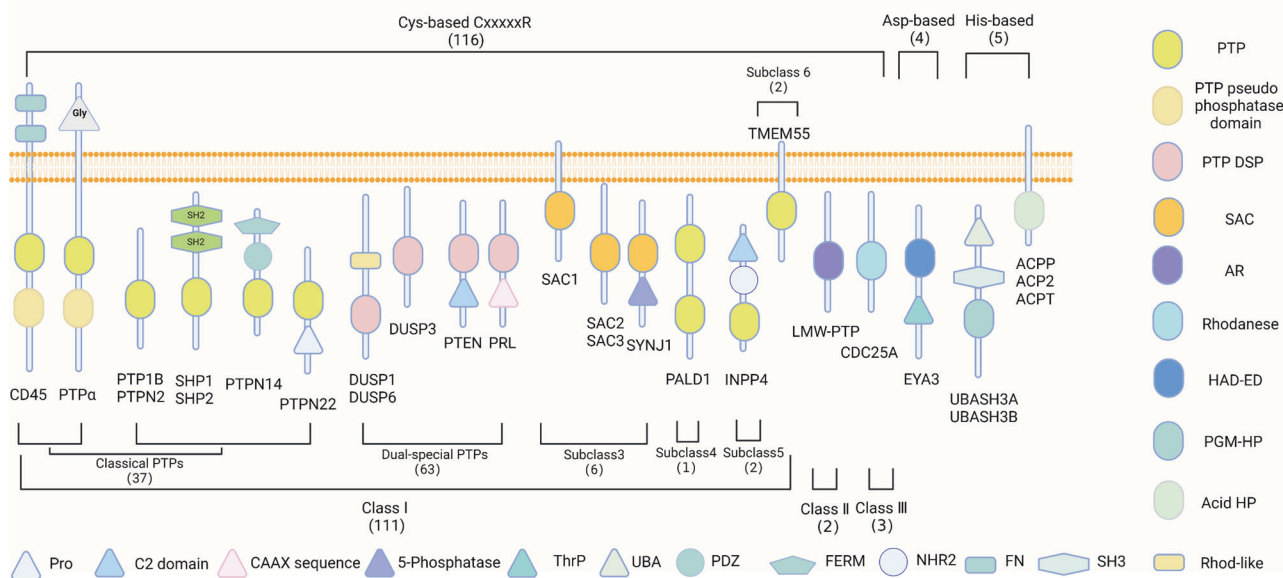 Cys-based CxxxxxR
(116)
Asp-based
(4)
His-based
(5)
Subclass 6
(2)
TMEM55
Gly
SH2
SH2
CD45
PTPα
PTP1B
PTPN2
SHP1
SHP2
PTPN14
PTPN22
DUSP1
DUSP6
DUSP3
PTEN
PRL
SAC1
SAC2
SAC3
SYNJ1
PALD1
INPP4
LMW-PTP
CDC25A
EYA3
UBASH3A
UBASH3B
ACPP
ACP2
ACPT
Classical PTPs
(37)
Dual-special PTPs
(63)
Subclass3
(6)
Subclass4
(1)
Subclass5
(2)
Class I
(111)
Class II
(2)
Class III
(3)
PTP
PTP pseudo
phosphatase
domain
PTP DSP
SAC
AR
Rhodanese
HAD-ED
PGM-HP
Acid HP
Pro
C2 domain
CAAX sequence
5-Phosphatase
ThrP
UBA
PDZ
FERM
NHR2
FN
SH3
Rhod-like